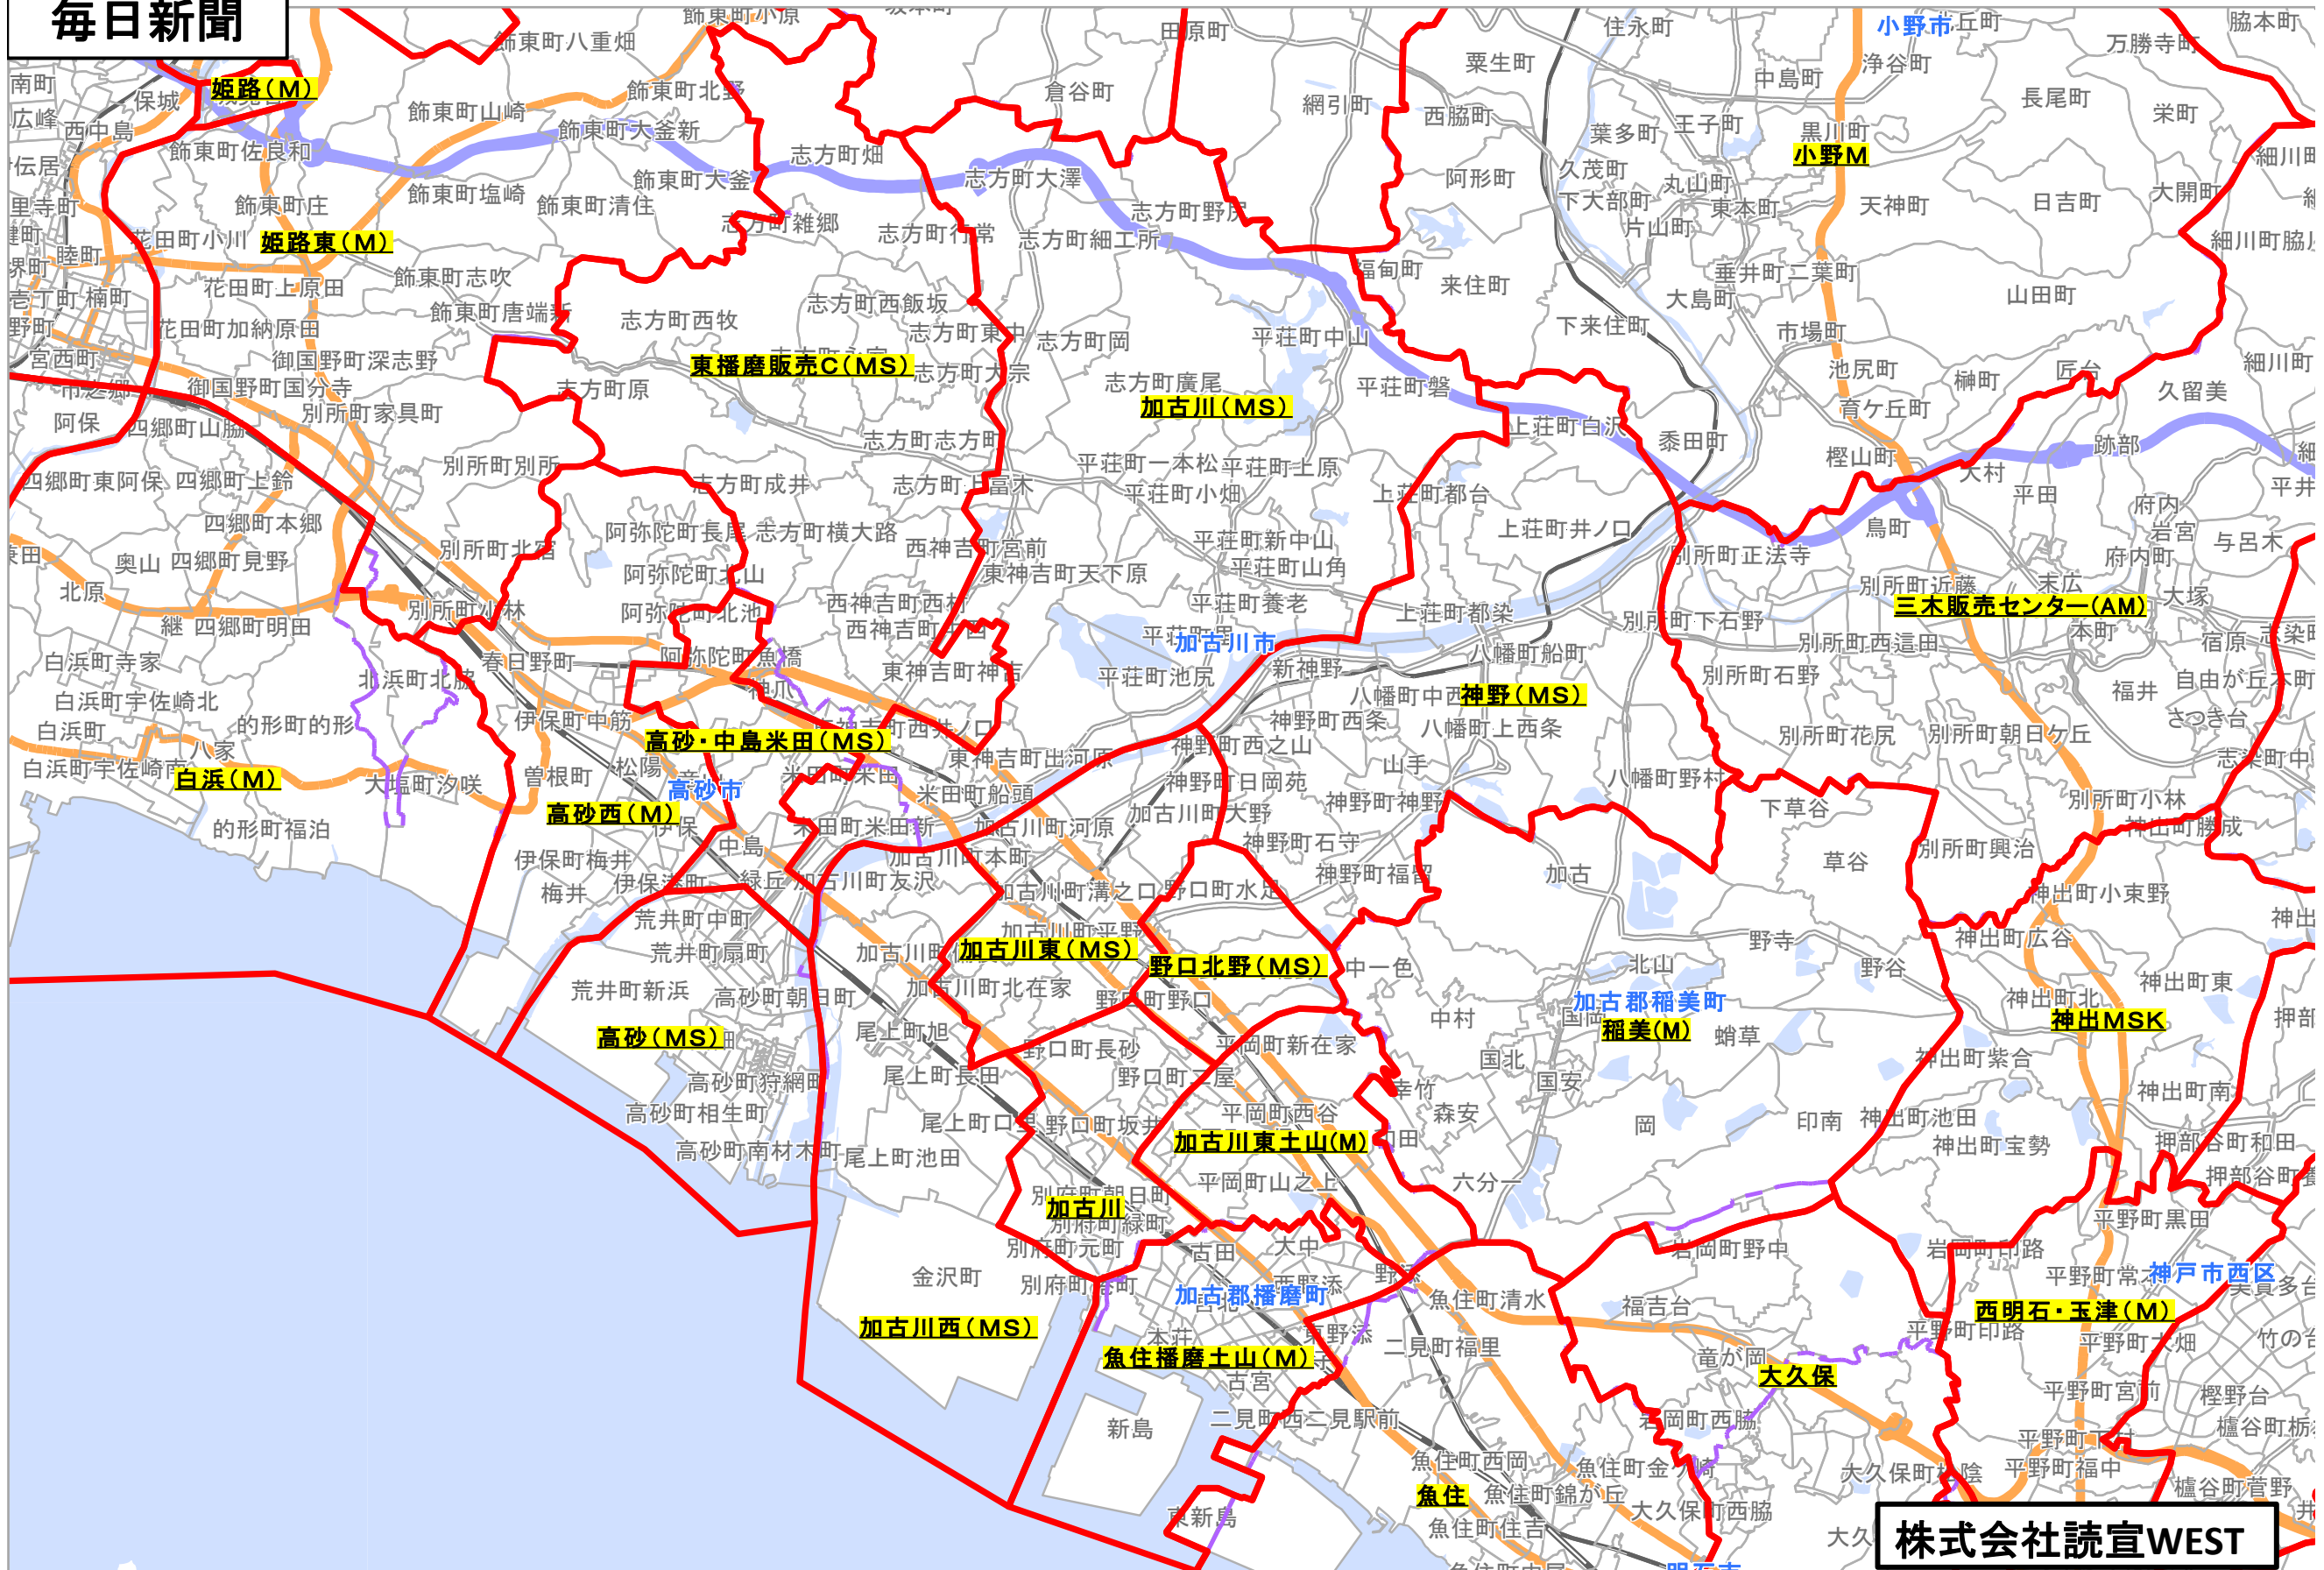 毎日新聞
飾東町小原
田原町
住永町
小野市
丘町
脇本町
飾東町八重畑
粟生町
万勝寺町
南町
保城
姫路(M)
飾東町北野
倉谷町
網引町
中島町
浄谷町
長尾町
栄町
広峰
西中島
飾東町山崎
飾東町大釜新
西脇町
葉多町
王子町
黒川町
小野M
伝居
飾東町佐良和
志方町畑
志方町大澤
久茂町
阿形町
丸山町
飾東町塩崎
飾東町大釜
飾東町清住
下大部町
東本町
天神町
日吉町
大開町
飾東町庄
志方町雑郷
志方町行常
志方町野尻
片山町
花田町小川
姫路東(M)
志方町細工所
睦町
飾東町志吹
福甸町
来住町
垂井町
二葉町
楠町
花田町上原田
大島町
山田町
飾東町唐端新
志方町西飯坂
志方町西牧
志方町東中
志方町岡
平荘町中山
下来住町
市場町
野町
花田町加納原田
宮西町
御国野町深志野
東播磨販売C(MS)
志方町大宗
志方町廣尾
平荘町磐
池尻町
匠台
細川町
御国野町国分寺
志方町原
加古川(MS)
榊町
久留美
阿保
四郷町山脇
別所町家具町
育ケ丘町
志方町志方町
上荘町白沢
黍田町
跡部
四郷町東阿保
四郷町上鈴
別所町別所
志方町成井
志方町上富木
平荘町一本松
平荘町上原
平荘町小畑
上荘町都台
樫山町
大村
平田
四郷町本郷
阿弥陀町長尾
志方町横大路
西神吉町宮前
平荘町新中山
上荘町井ノ口
鳥町
府内
岩宮
奥山
四郷町見野
別所町北宿
阿弥陀町北山
東神吉町天下原
平荘町山角
別所町正法寺
府内町
与呂木
北原
別所町小林
阿弥陀町北池
西神吉町西村
平荘町養老
上荘町都染
別所町近藤
末広
三木販売センター(AM)
大塚
継
四郷町明田
別所町下石野
別所町西這田
本町
宿原
白浜町寺家
春日野町
阿弥陀町魚橋
東神吉町神吉
加古川市
八幡町船町
北浜町北脇
平荘町池尻
新神野
八幡町中西
神野(MS)
別所町石野
福井
自由が丘本町
白浜町宇佐崎北
神爪
的形町的形
伊保町中筋
神野町西条
八幡町上西条
別所町花尻
別所町朝日ケ丘
さつき台
白浜町
八家
高砂・中島米田(MS)
神野町西之山
白浜町宇佐崎南
白浜(M)
大塩町汐咲
曽根町
松陽
高砂市
米田町米田
東神吉町出河原
神野町日岡苑
山手
八幡町野村
米田町船頭
高砂西(M)
伊保
加古川町大野
神野町神野
下草谷
別所町小林
的形町福泊
中島
米田町米田新
加古川町河原
神野町石守
神出町勝成
伊保町梅井
加古川町本町
加古
草谷
別所町興治
梅井
伊保港町
緑丘
加古川町友沢
加古川町溝之口
野口町水足
神野町福留
神出町小束野
荒井町中町
加古川町平野
荒井町扇町
加古川東(MS)
野口北野(MS)
中一色
野寺
神出町広谷
荒井町新浜
高砂町朝日町
加古川町北在家
野口町野口
北山
野谷
神出町東
加古郡稲美町
稲美(M)
神出町北
高砂(MS)
尾上町旭
野口町長砂
平岡町新在家
中村
国岡
蛸草
神出MSK
尾上町長田
野口町二屋
国北
国安
神出町紫合
高砂町狩網町
高砂町相生町
尾上町口里
野口町坂井
平岡町西谷
幸竹
森安
岡
印南
神出町池田
神出町南
加古川東土山(M)
高砂町南材木町
尾上町池田
神出町宝勢
押部谷町和田
別府町朝日町
平岡町山之上
六分一
加古川
別府町緑町
平野町黒田
別府町元町
古田
大中
岩岡町野中
岩岡町印路
金沢町
西野添
野添
神戸市西区
加古郡播磨町
魚住町清水
福吉台
西明石・玉津(M)
加古川西(MS)
本荘
東野添
二見町福里
平野町印路
平野町大畑
魚住播磨土山(M)
竜が岡
大久保
古宮
平野町宮前
樫野台
新島
二見町西二見駅前
岩岡町西脇
魚住町西岡
魚住町金ケ崎
平野町福中
魚住
魚住町錦が丘
大久保町西脇
櫨谷町菅野
東新島
魚住町住吉
株式会社読宣WEST
明石市